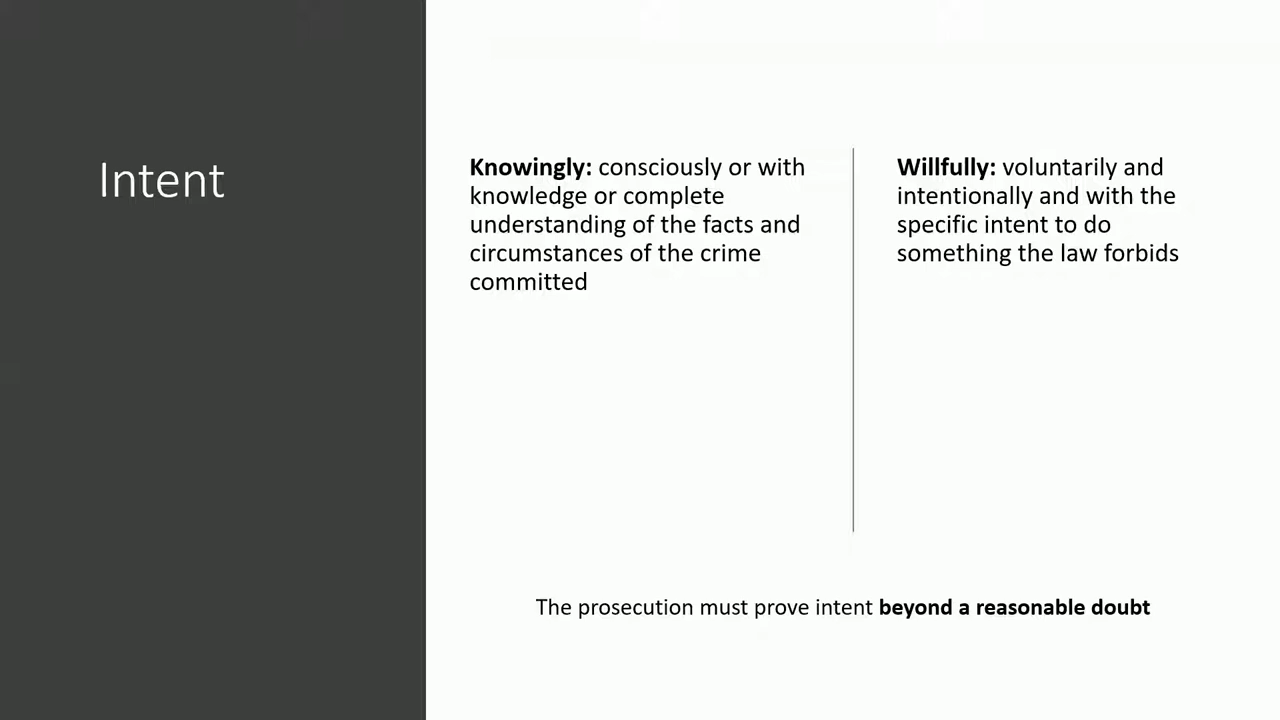 Intent
Knowingly: consciously or with
knowledge or complete
understanding of the facts and
circumstances of the crime
committed
Willfully: voluntarily and
intentionally and with the
specific intent to do
something the law forbids
The prosecution must prove intent beyond a reasonable doubt